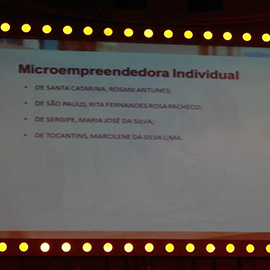 Microempreendedora Individual
• DE SANTA CATARINA, ROSANI ANTUNES;
• DE SÃO PAULO, RITA FERNANDES ROSA PACHECO;
• DE SERGIPE, MARIA JOSÉ DA SILVA;
• DE TOCANTINS, MARCILENE DA SILVA LIMA.